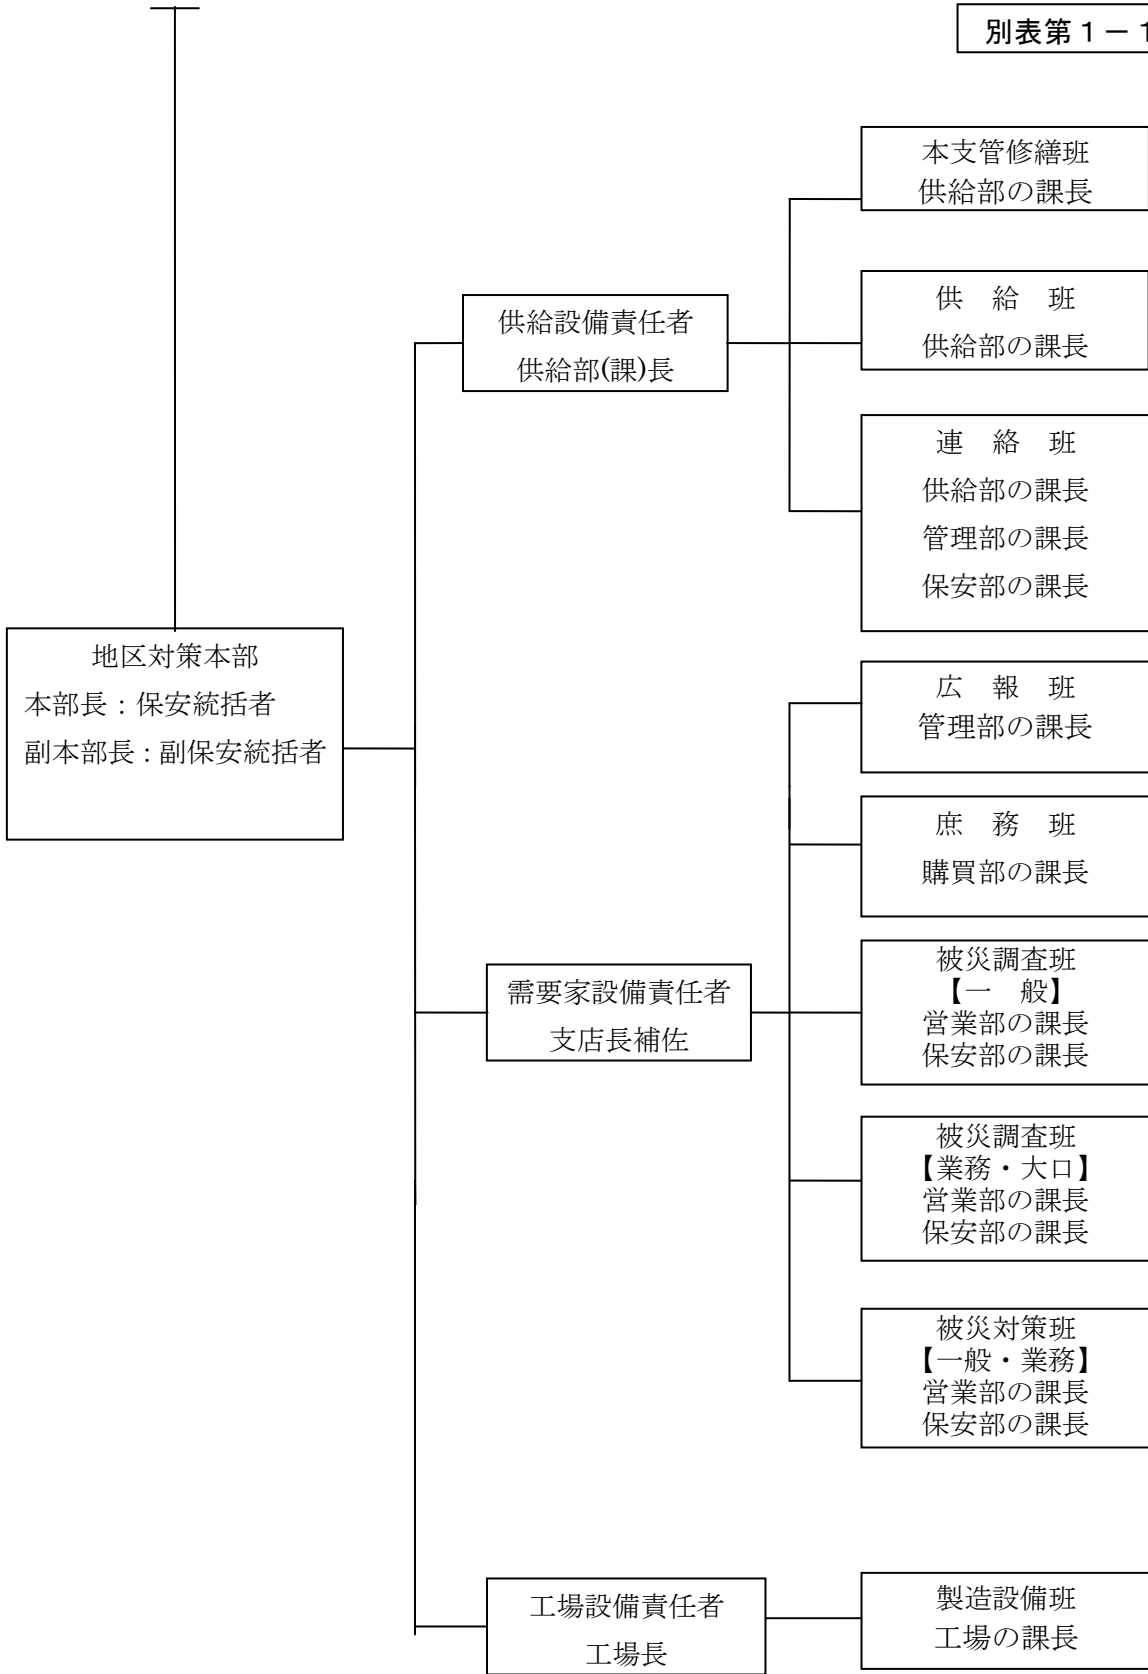 別表第1-1
本支管修繕班
供給部の課長
供 給 班
供給部の課長
供給設備責任者
供給部(課)長
連 絡 班
供給部の課長
管理部の課長
保安部の課長
地区対策本部
本部長：保安統括者
副本部長：副保安統括者
広 報 班
管理部の課長
庶 務 班
購買部の課長
需要家設備責任者
支店長補佐
被災調査班
【一 般】
営業部の課長
保安部の課長
被災調査班
【業務・大口】
営業部の課長
保安部の課長
被災対策班
【一般・業務】
営業部の課長
保安部の課長
工場設備責任者
工場長
製造設備班
工場の課長